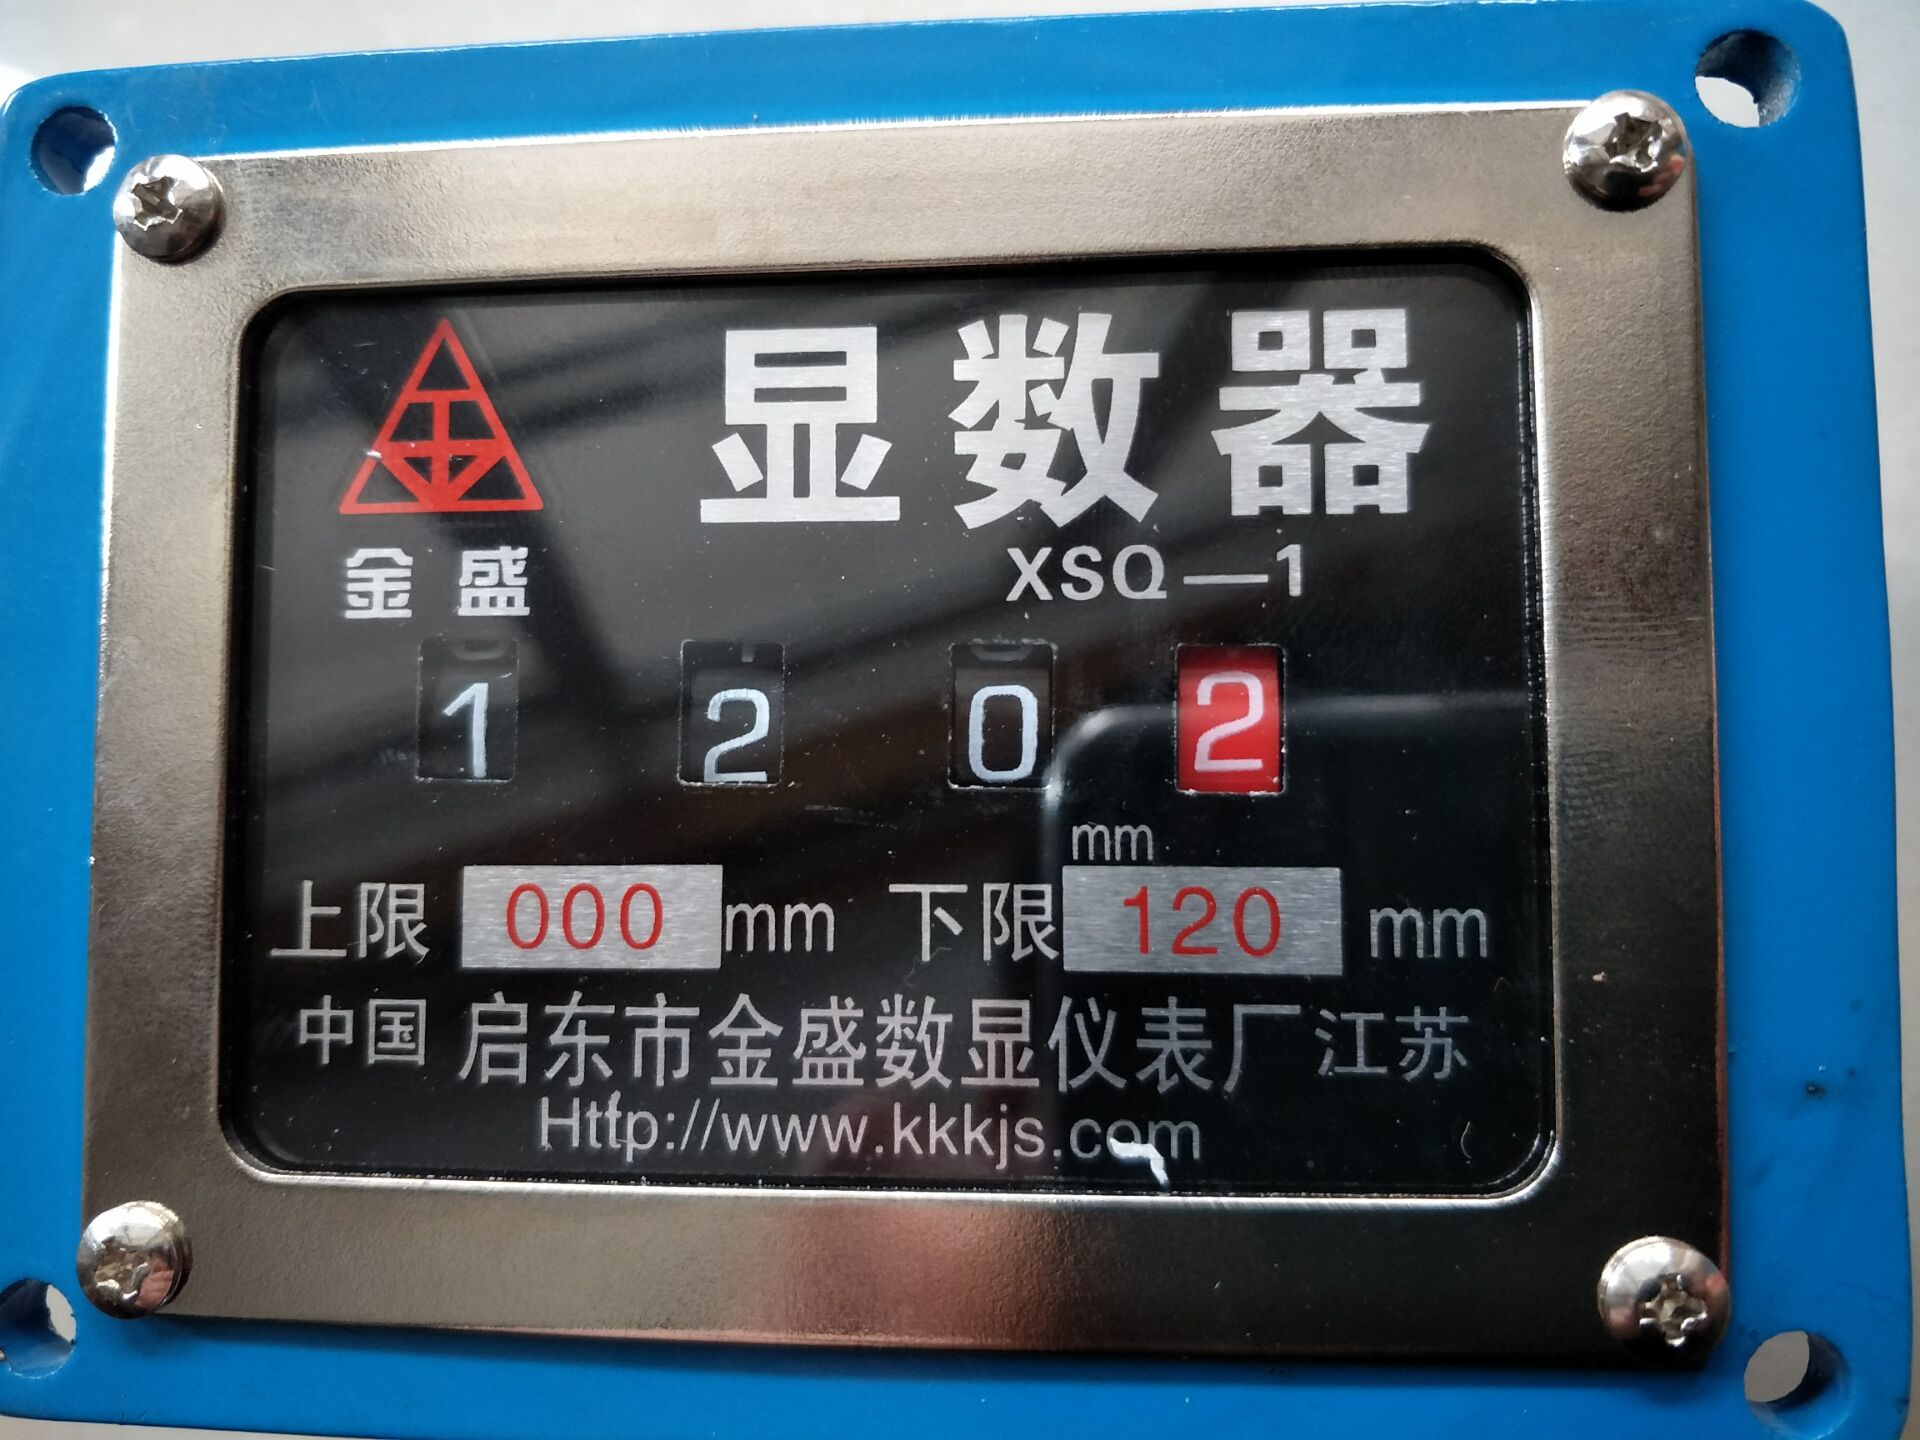 显数器
金盛
XSQ—1
1 2 0 2
mm
上限 000 mm 下限 120 mm
中国 启东市金盛数显仪表厂 江苏
Http://www.kkkjs.com